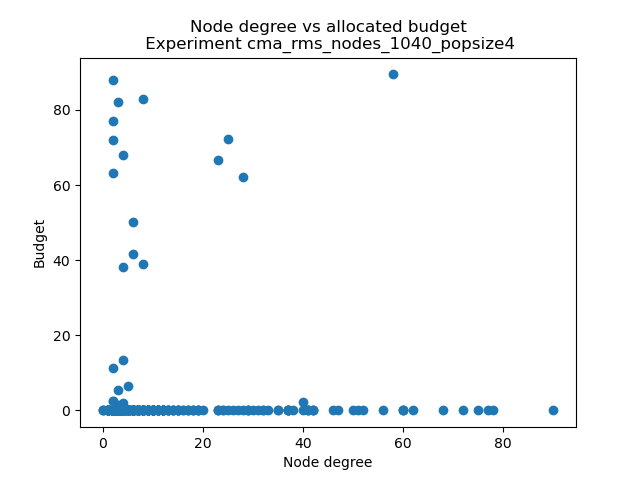 Node degree vs allocated budget
Experiment cma_rms_nodes_1040_popsize4
80
60
40
20
0
Budget
0 20 40 60 80
Node degree